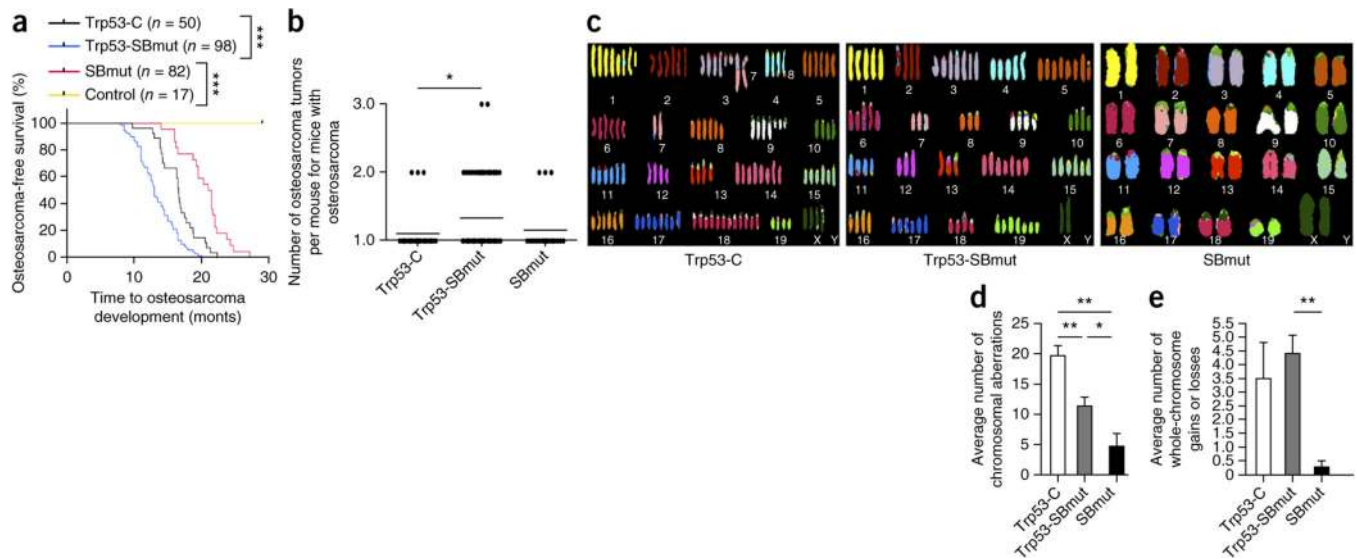 a
Trp53-C (n = 50)
Trp53-SBmut (n = 98)
***
SBmut (n = 82)
Control (n = 17)
***
Osteosarcoma-free survival (%)
100
80
60
40
20
0
0
10
20
30
Time to osteosarcoma
development (monts)
b
Number of osteosarcoma tumors
per mouse for mice with
osterosarcoma
*
3.0
2.0
1.0
Trp53-C
Trp53-SBmut
SBmut
c
1 2 3 7 4 8 5
6 7 8 9 10
11 12 13 14 15
16 17 18 19 X Y
Trp53-C
1 2 3 4 5
6 7 8 9 10
11 12 13 14 15
16 17 18 19 X Y
Trp53-SBmut
1 2 3 4 5
6 7 8 9 10
11 12 13 14 15
16 17 18 19 X Y
SBmut
d
Average number of
chromosomal aberrations
**
** *
25
20
15
10
5
0
Trp53-C
Trp53-SBmut
SBmut
e
Average number of
whole-chromosome
gains or losses
**
5.5
5.0
4.5
4.0
3.5
3.0
2.5
2.0
1.5
1.0
0.5
0
Trp53-C
Trp53-SBmut
SBmut